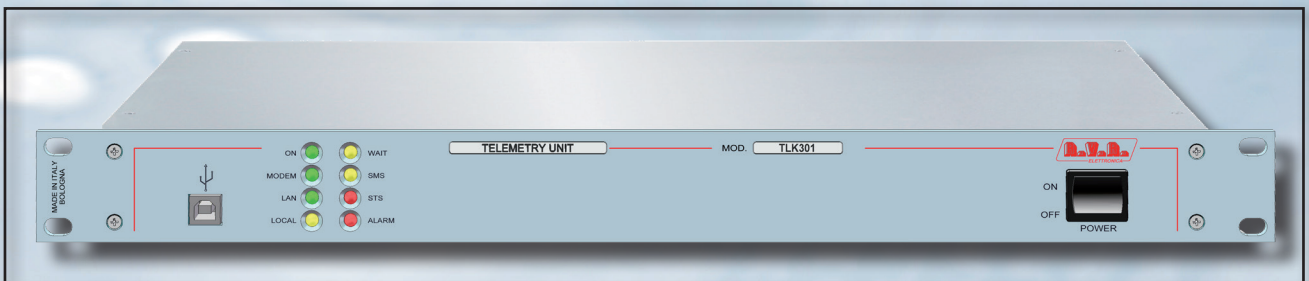 MADE IN ITALY
BOLOGNA
ON
MODEM
LAN
LOCAL
WAIT
SMS
STS
ALARM
TELEMETRY UNIT
MOD.
TLK301
R.V.R.
ELETTRONICA
ON
OFF
POWER